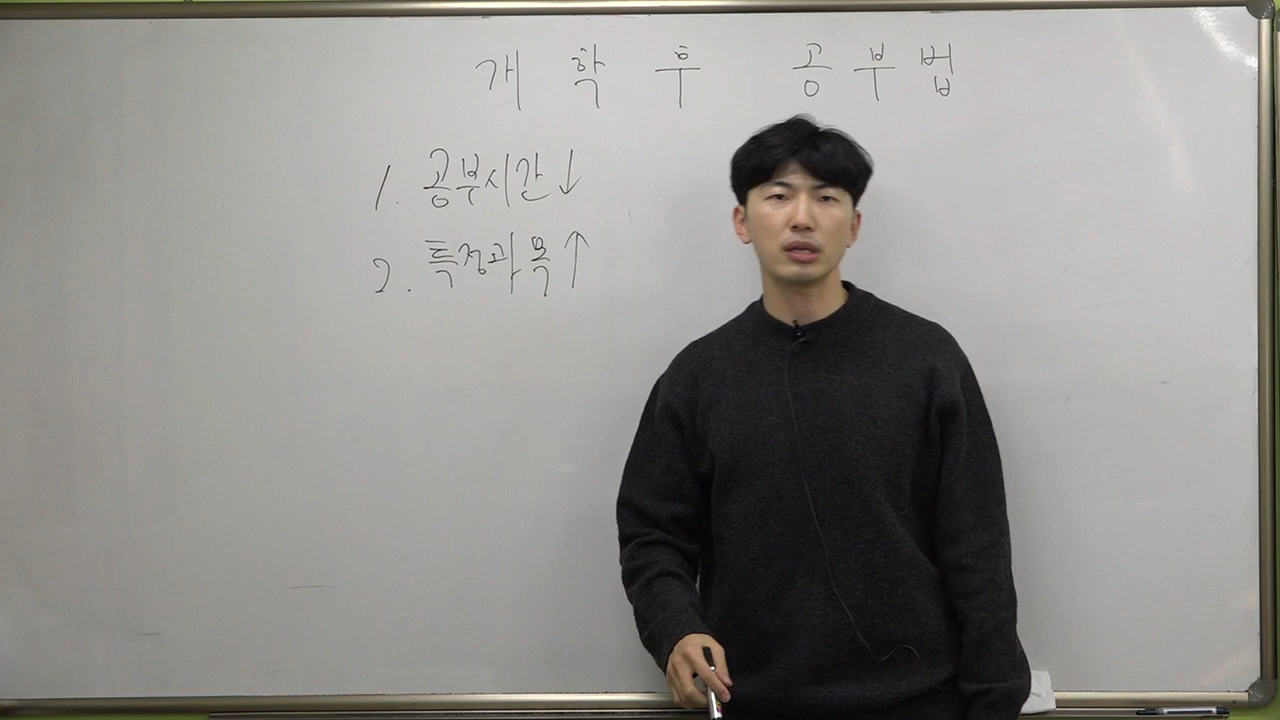 개학후 공부법
1. 공부시간↓
2. 특정과목↑